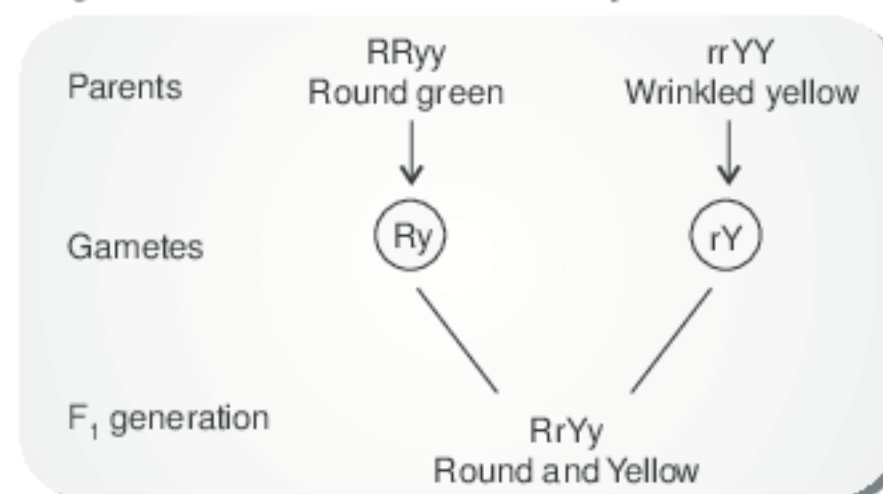 RRyy rrYY
Parents Round green Wrinkled yellow
Gametes Ry rY
F1 generation RrYy
Round and Yellow